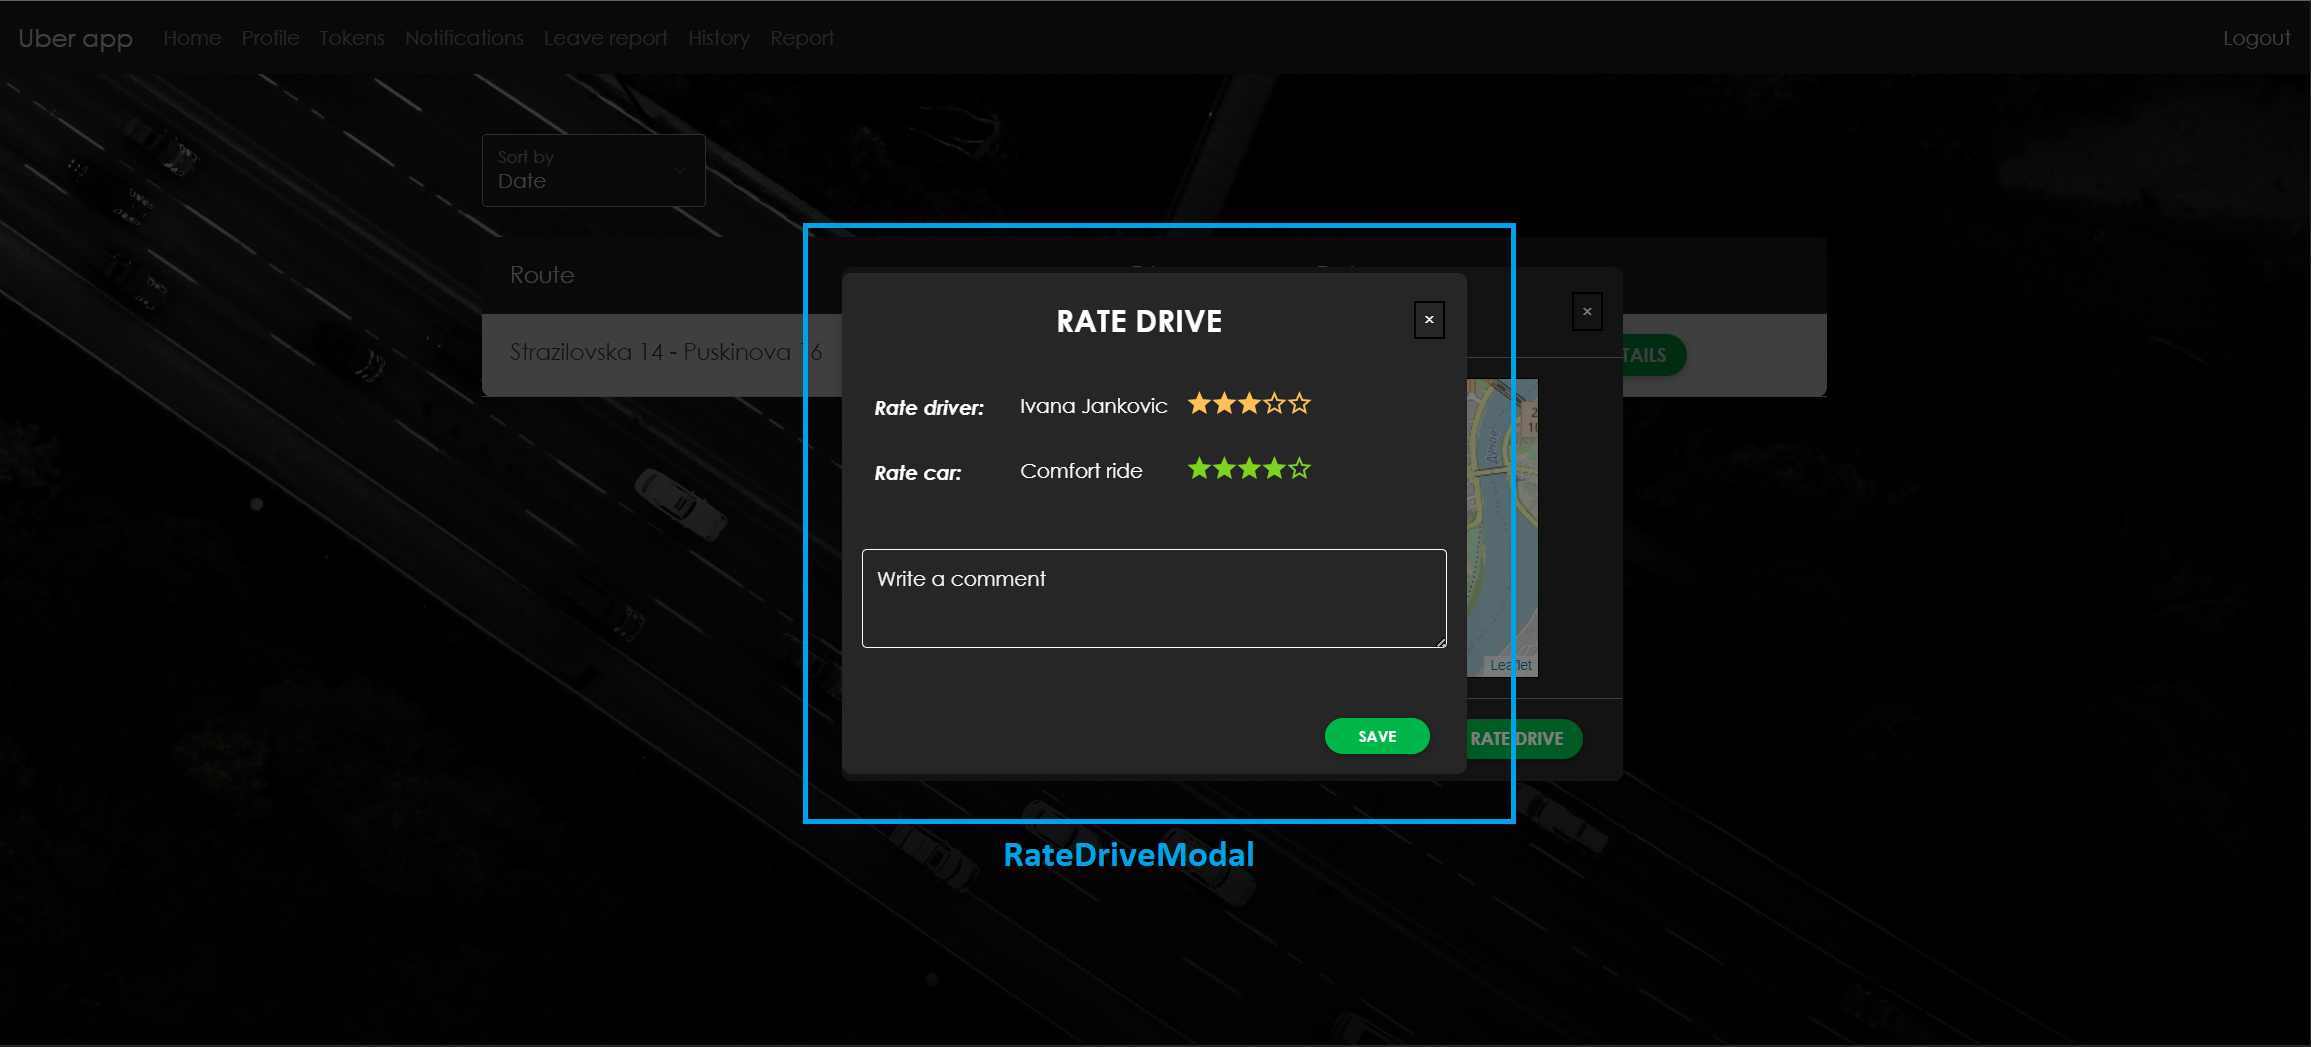 Uber app Home Profile Tokens Notifications Leave report History Report Logout
Sort by
Date
Route
Strazilovska 14 - Puskinova 16
TAILS
RATE DRIVE
×
×
Rate driver: Ivana Jankovic
Rate car: Comfort ride
Write a comment
Leaflet
SAVE
RATE DRIVE
RateDriveModal